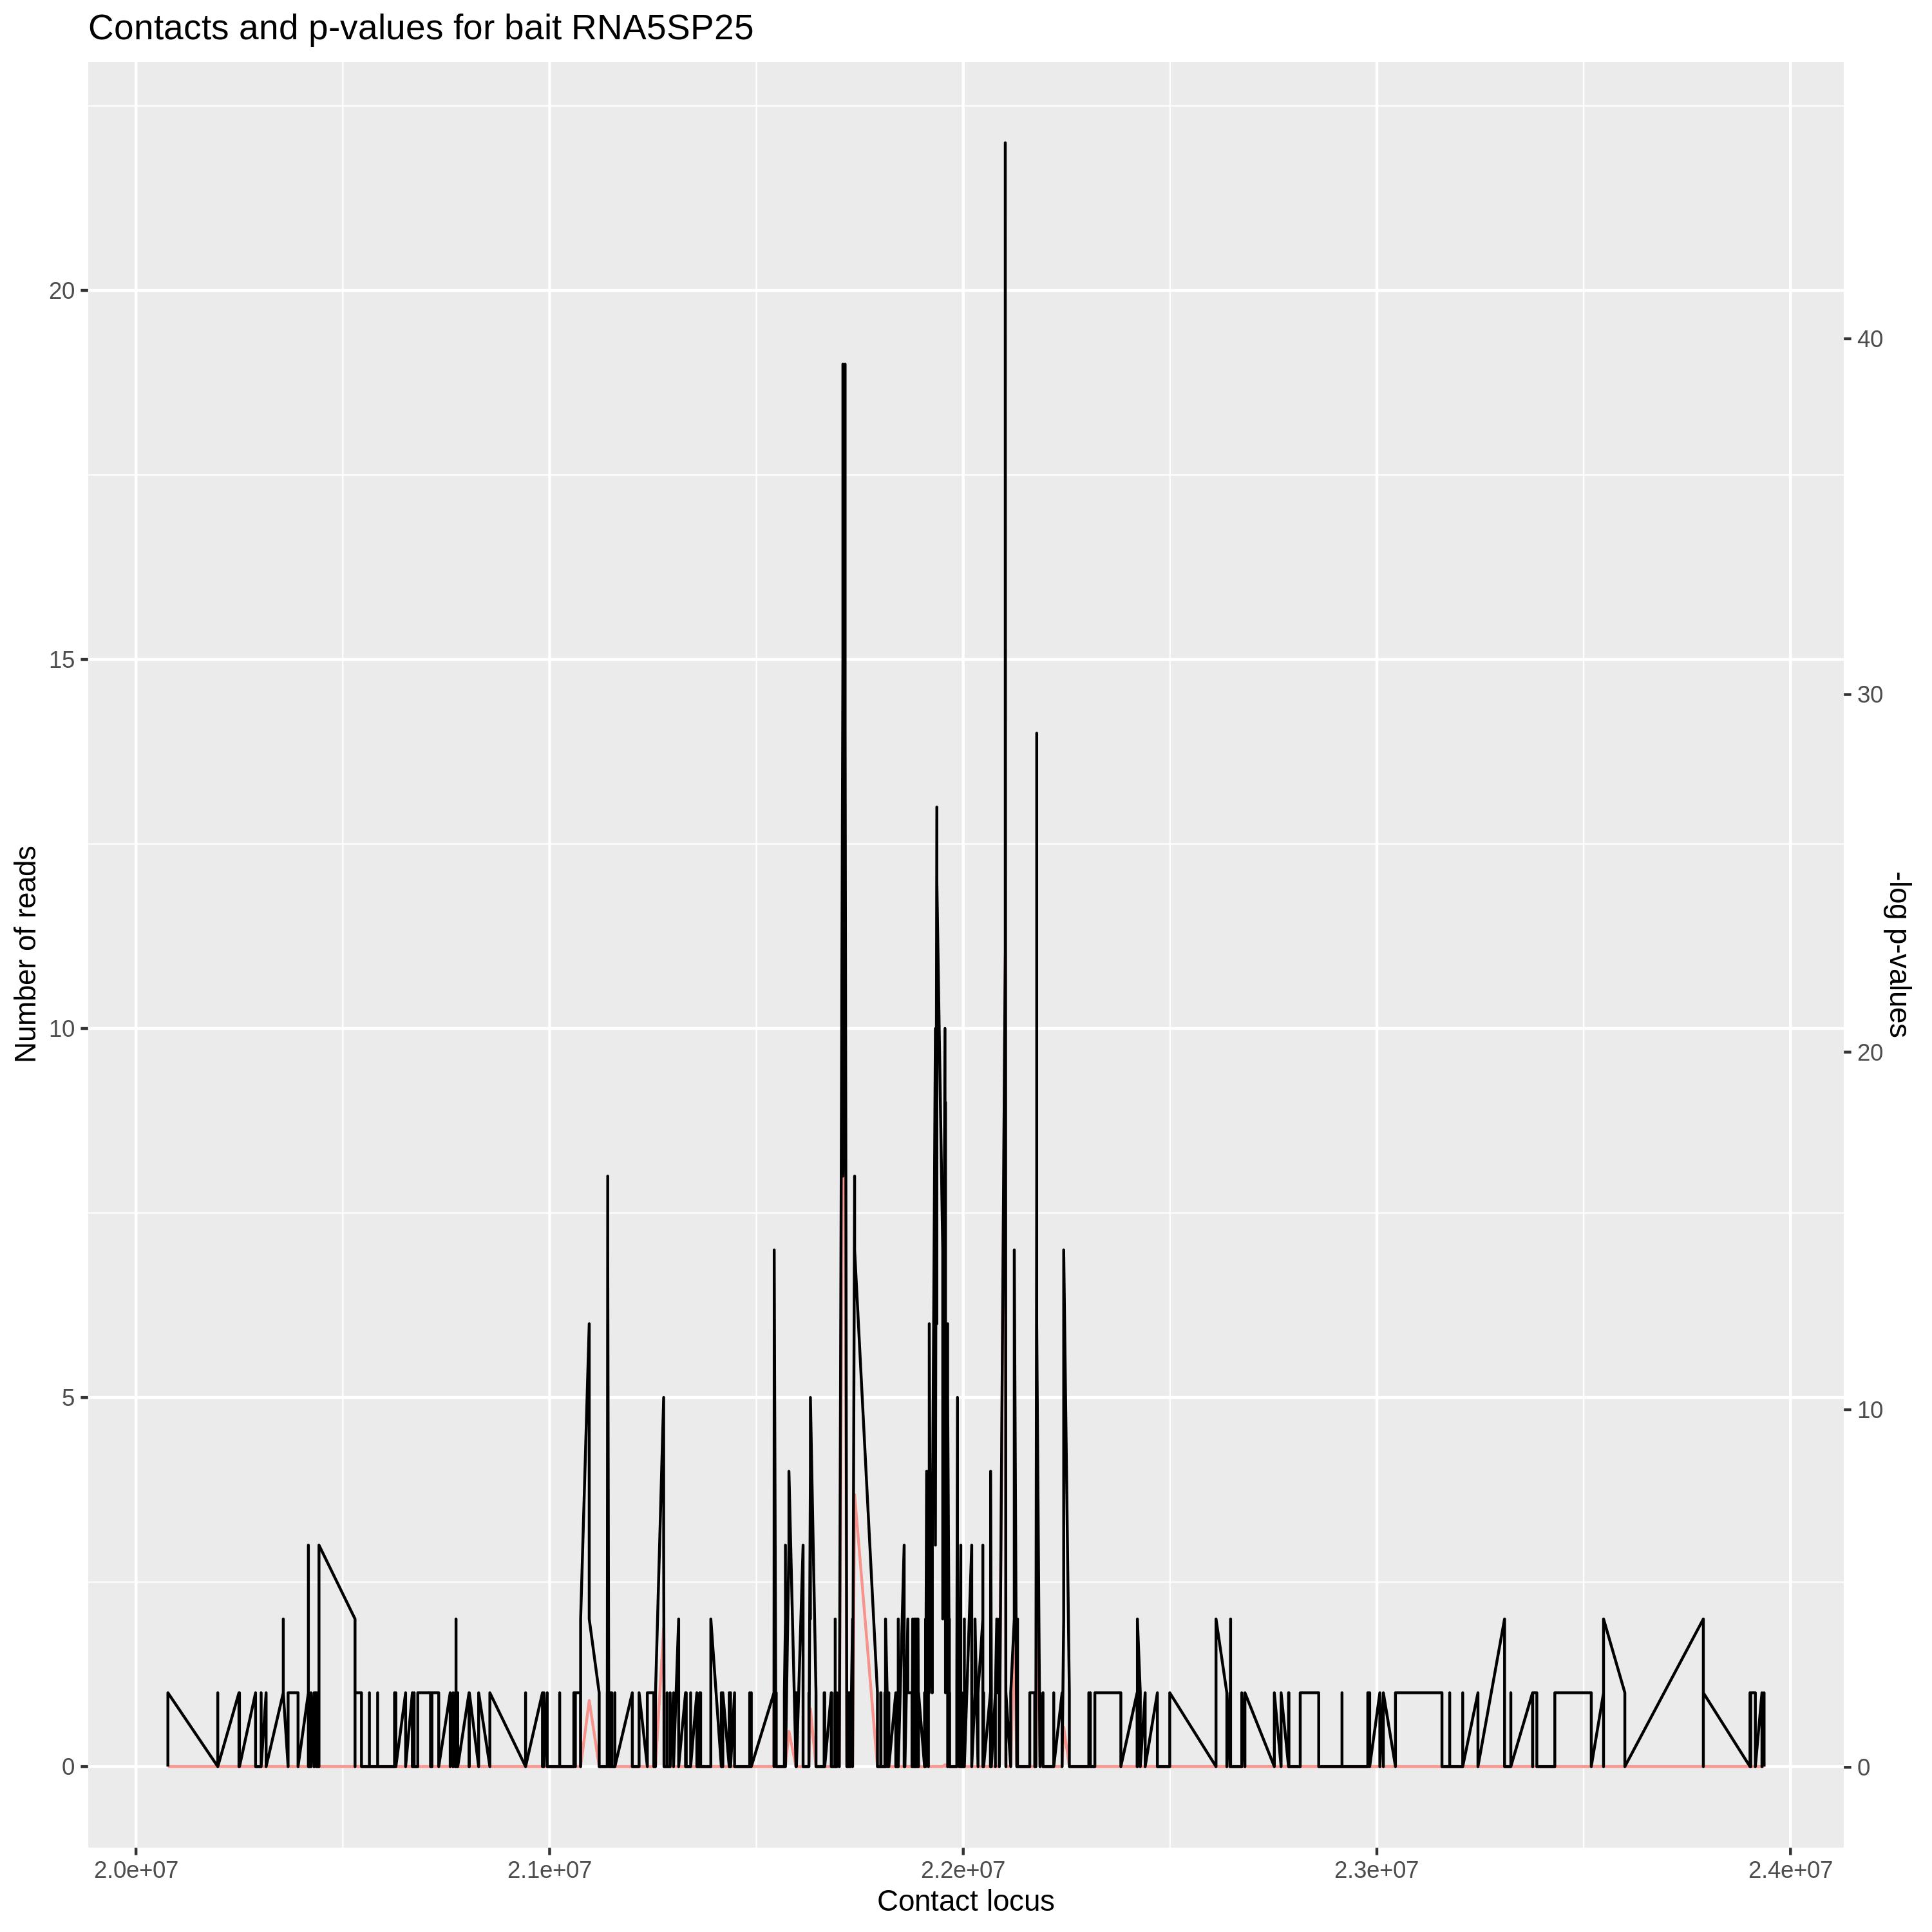 Contacts and p-values for bait RNA5SP25
20
15
10
5
0
Number of reads
40
30
20
10
0
-log p-values
2.0e+07
2.1e+07
2.2e+07
2.3e+07
2.4e+07
Contact locus